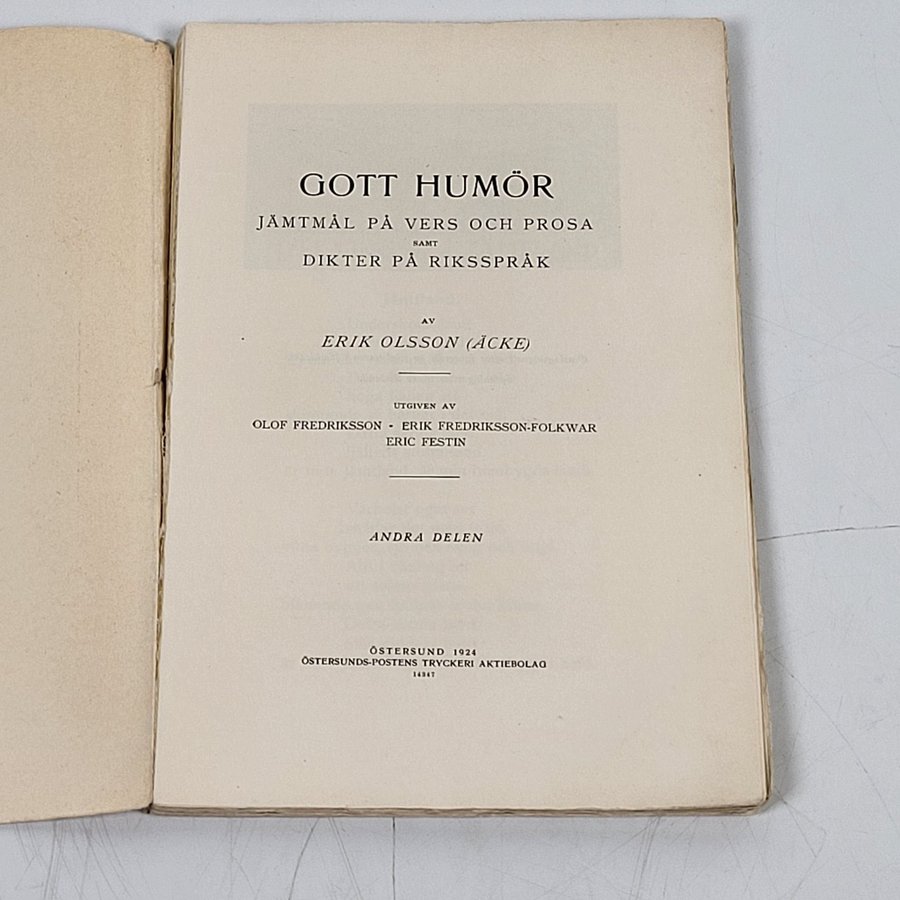 GOTT HUMÖR
JÄMTMÅL PÅ VERS OCH PROSA
SAMT
DIKTER PÅ RIKSSPRÅK
AV
ERIK OLSSON (ÄCKE)
UTGIVEN AV
OLOF FREDRIKSSON - ERIK FREDRIKSSON-FOLKWAR
ERIC FESTIN
ANDRA DELEN
ÖSTERSUND 1924
ÖSTERSUNDS-POSTENS TRYCKERI AKTIEBOLAG
14347